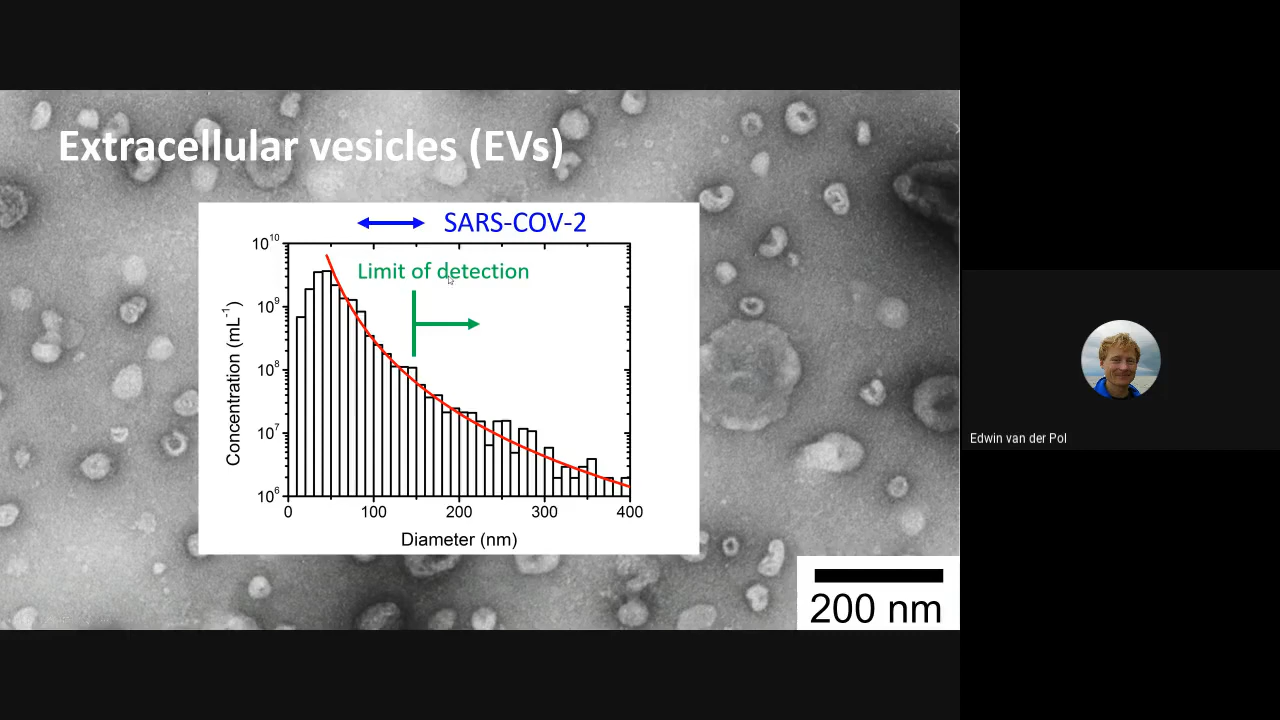 Extracellular vesicles (EVs)
SARS-COV-2
Limit of detection
10^10
10^9
10^8
10^7
10^6
Concentration (mL^-1)
0 100 200 300 400
Diameter (nm)
200 nm
Edwin van der Pol